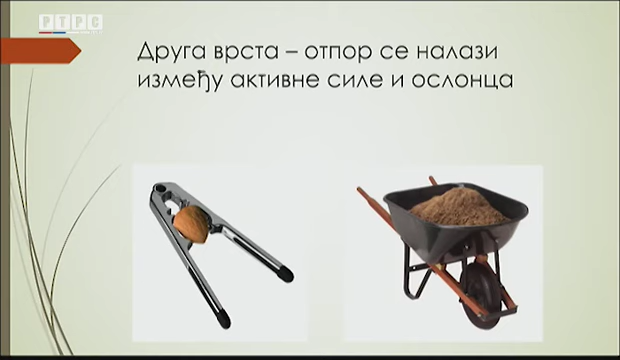 РТРС
Друга врста – отпор се налази
између активне силе и ослонца